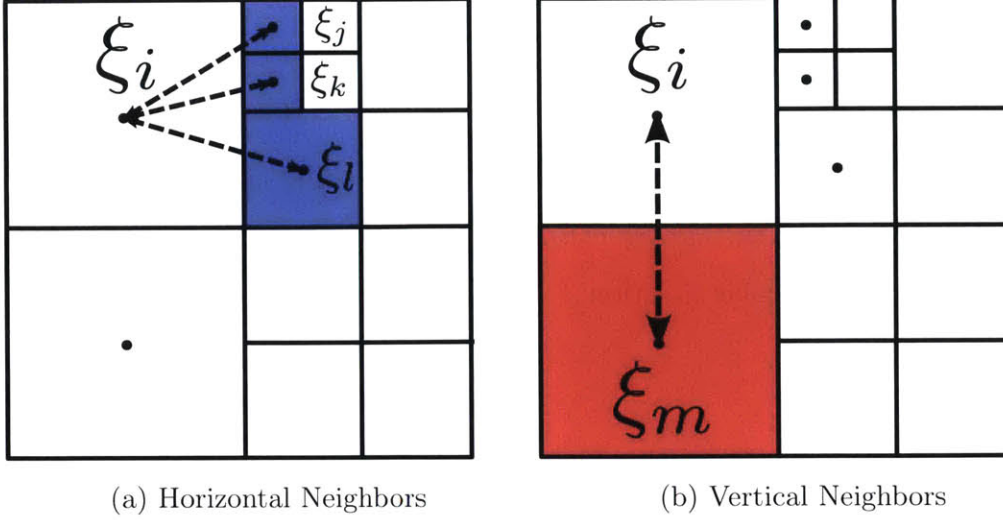 ξi
ξj
ξk
ξl
(a) Horizontal Neighbors
ξi
ξm
(b) Vertical Neighbors